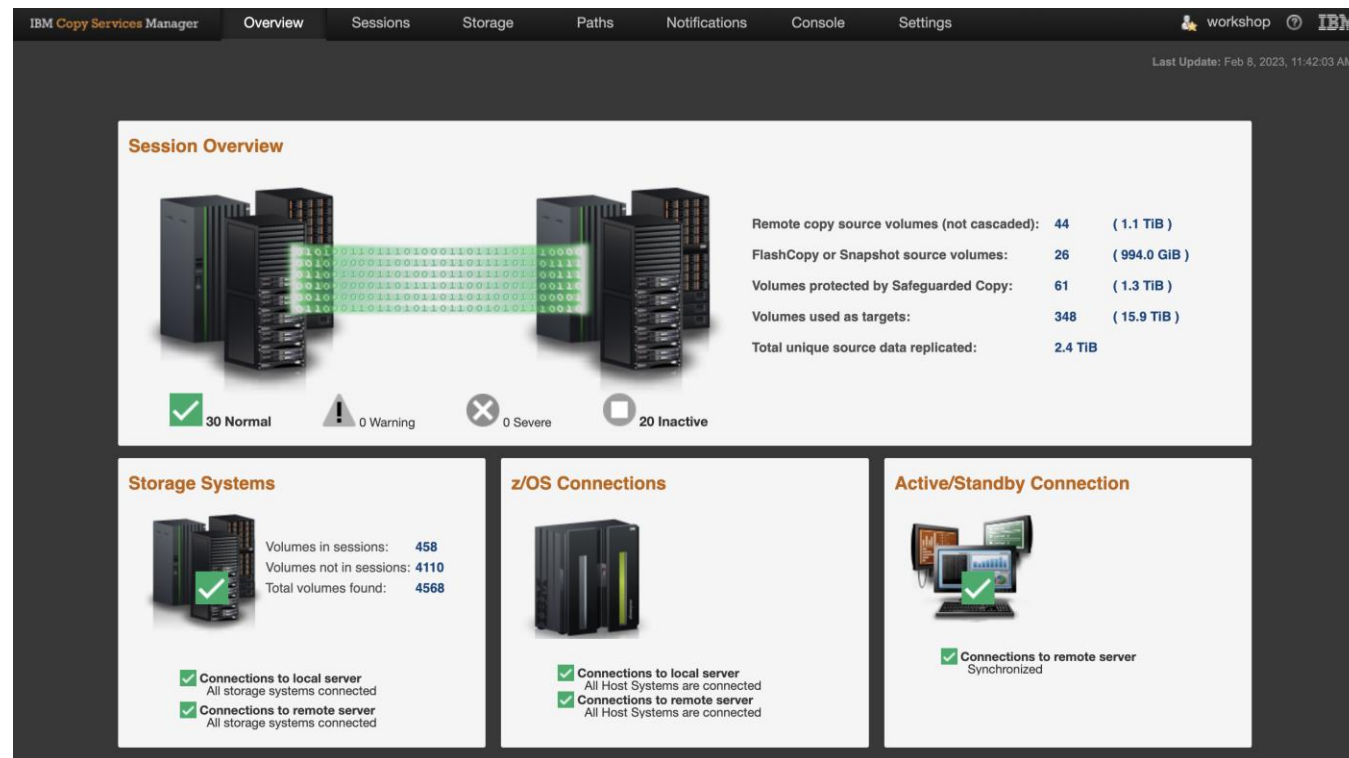 IBM Copy Services Manager Overview Sessions Storage Paths Notifications Console Settings workshop ? IBM
Last Update: Feb 8, 2023, 11:42:03 AM
Session Overview
Remote copy source volumes (not cascaded): 44 ( 1.1 TiB )
FlashCopy or Snapshot source volumes: 26 ( 994.0 GiB )
Volumes protected by Safeguarded Copy: 61 ( 1.3 TiB )
Volumes used as targets: 348 ( 15.9 TiB )
Total unique source data replicated: 2.4 TiB
30 Normal 0 Warning 0 Severe 20 Inactive
Storage Systems
Volumes in sessions: 458
Volumes not in sessions: 4110
Total volumes found: 4568
Connections to local server
All storage systems connected
Connections to remote server
All storage systems connected
z/OS Connections
Connections to local server
All Host Systems are connected
Connections to remote server
All Host Systems are connected
Active/Standby Connection
Connections to remote server
Synchronized